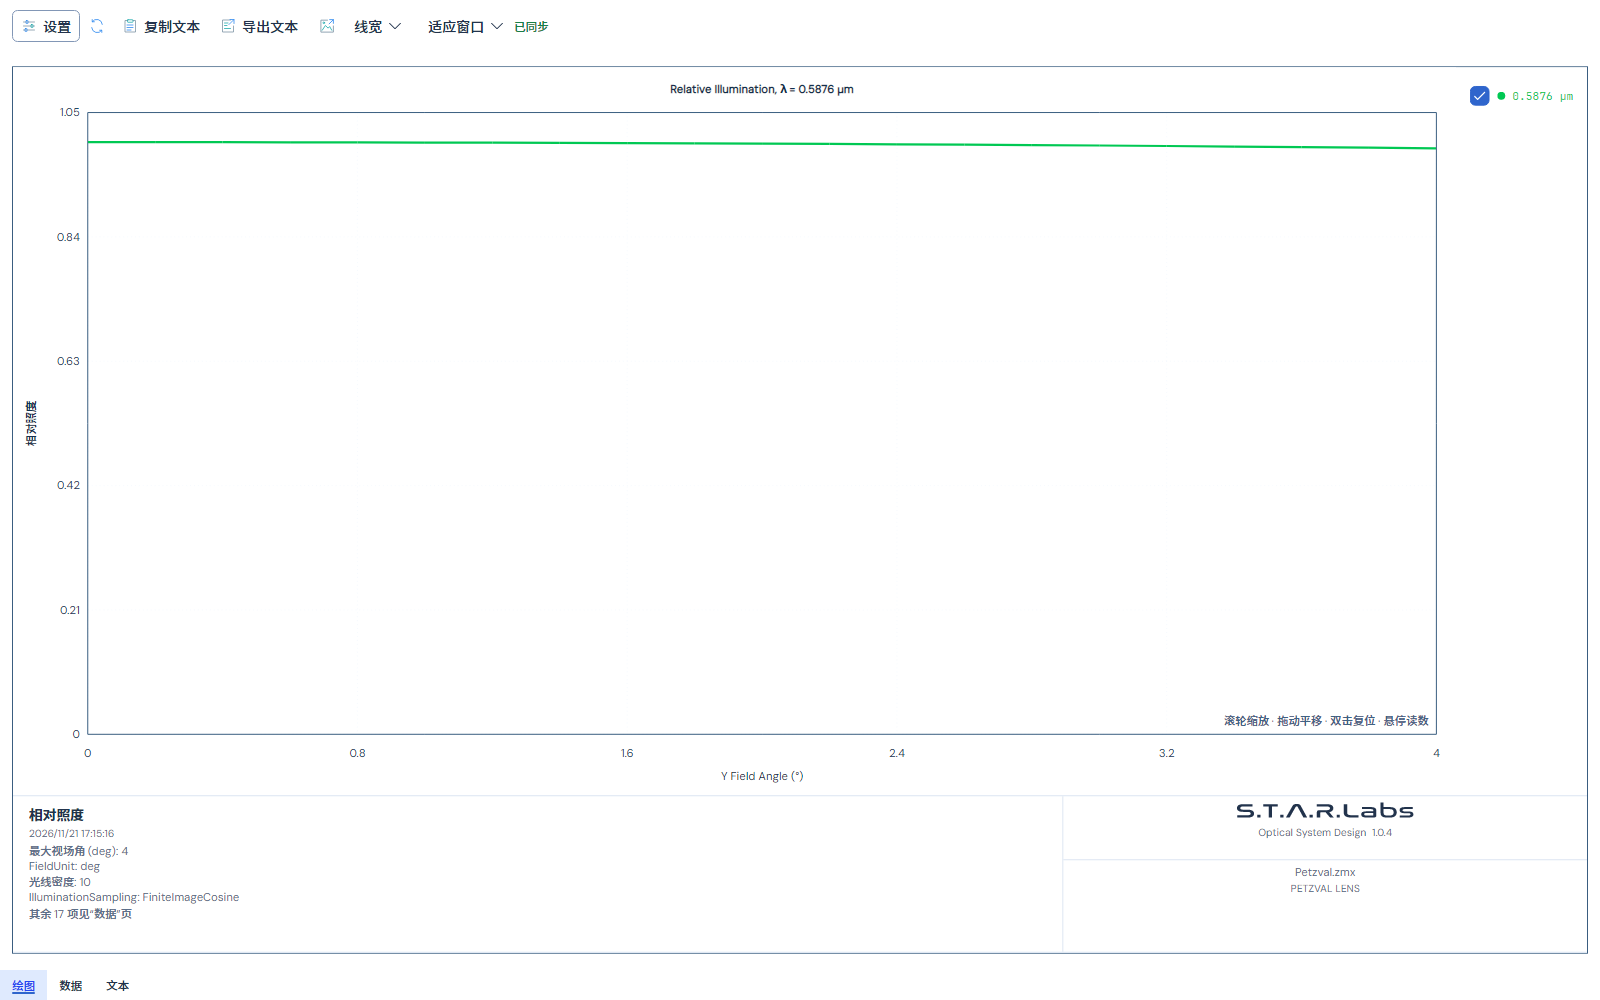 设置 复制文本 导出文本 线宽 适应窗口 已同步
Relative Illumination, λ = 0.5876 µm
0.5876 µm
1.05
0.84
0.63
0.42
0.21
0
相对照度
滚轮缩放 · 拖动平移 · 双击复位 · 悬停读数
0 0.8 1.6 2.4 3.2 4
Y Field Angle (°)
相对照度
2026/11/21 17:15:16
最大视场角 (deg): 4
FieldUnit: deg
光线密度: 10
IlluminationSampling: FiniteImageCosine
其余 17 项见“数据”页
S.T.A.R.Labs
Optical System Design 1.0.4
Petzval.zmx
PETZVAL LENS
绘图 数据 文本